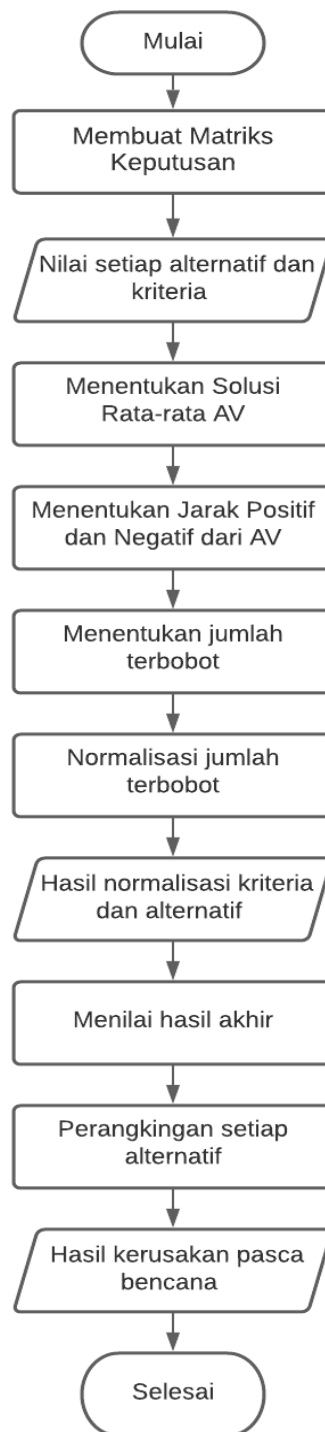 Mulai
Membuat Matriks
Keputusan
Nilai setiap alternatif dan
kriteria
Menentukan Solusi
Rata-rata AV
Menentukan Jarak Positif
dan Negatif dari AV
Menentukan jumlah
terbobot
Normalisasi jumlah
terbobot
Hasil normalisasi kriteria
dan alternatif
Menilai hasil akhir
Perangkingan setiap
alternatif
Hasil kerusakan pasca
bencana
Selesai